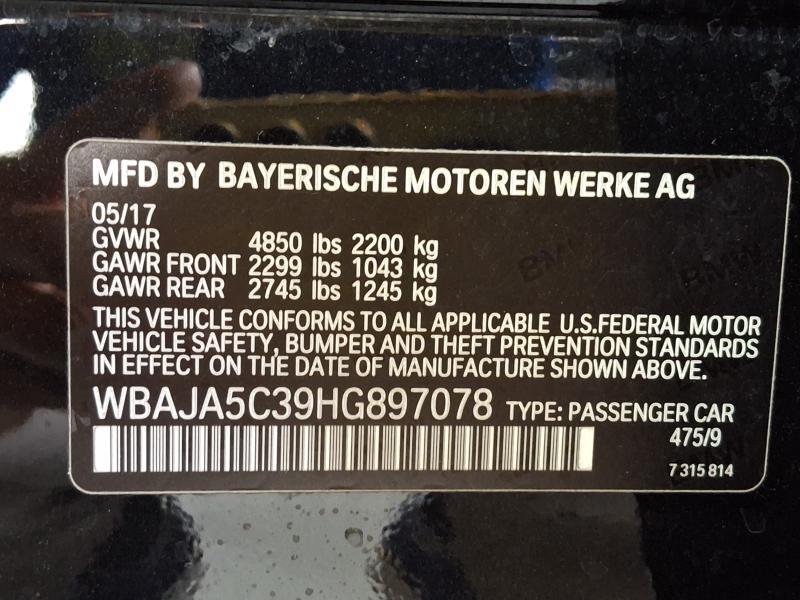 MFD BY BAYERISCHE MOTOREN WERKE AG
05/17
GVWR 4850 lbs 2200 kg
GAWR FRONT 2299 lbs 1043 kg
GAWR REAR 2745 lbs 1245 kg
THIS VEHICLE CONFORMS TO ALL APPLICABLE U.S.FEDERAL MOTOR
VEHICLE SAFETY, BUMPER AND THEFT PREVENTION STANDARDS
IN EFFECT ON THE DATE OF MANUFACTURE SHOWN ABOVE.
WBAJA5C39HG897078 TYPE: PASSENGER CAR
475/9
7 315 814